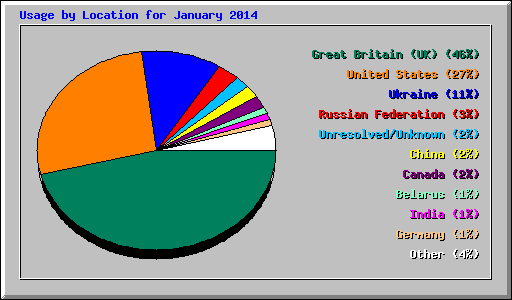 Usage by Location for January 2014
Great Britain (UK) (46%)
United States (27%)
Ukraine (11%)
Russian Federation (3%)
Unresolved/Unknown (2%)
China (2%)
Canada (2%)
Belarus (1%)
India (1%)
Germany (1%)
Other (4%)